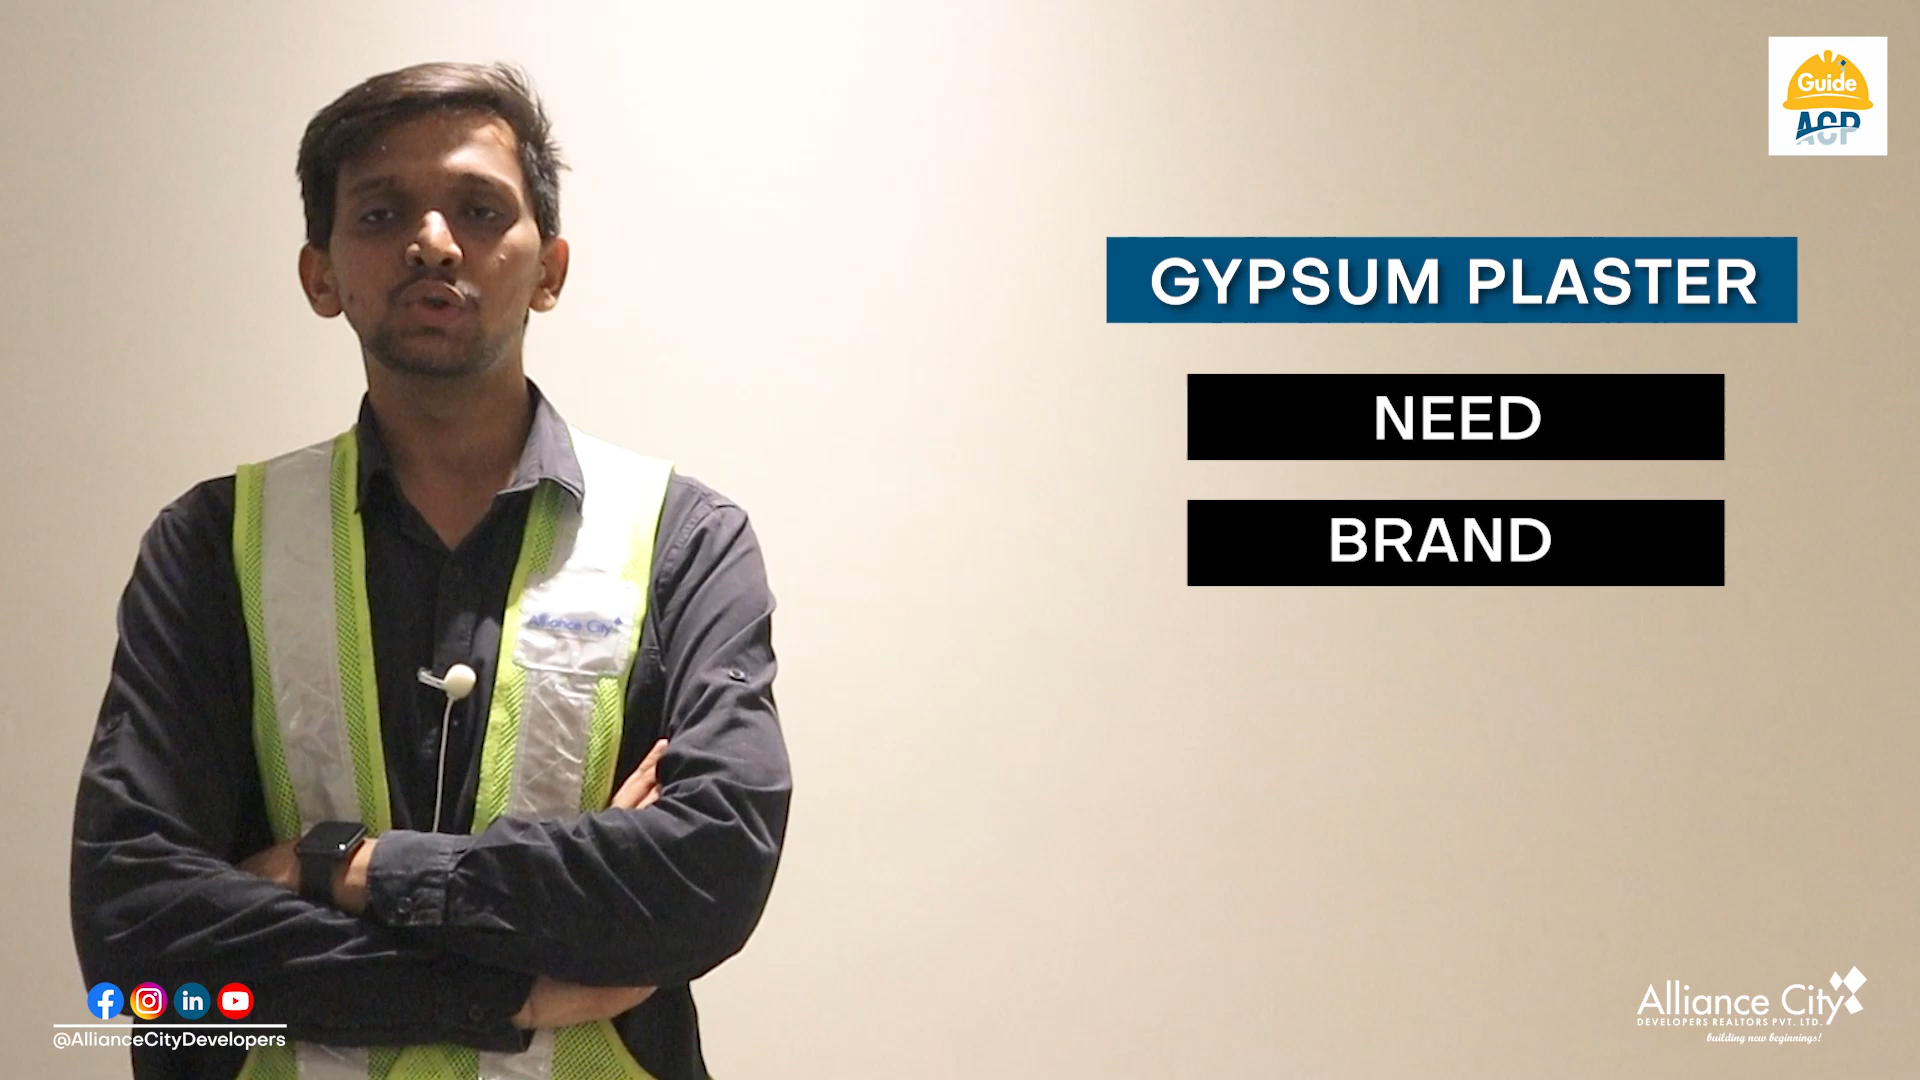 Guide
ACP
GYPSUM PLASTER
NEED
BRAND
Alliance City
@AllianceCityDevelopers
Alliance City
DEVELOPERS REALTORS PVT. LTD.
building new beginnings!